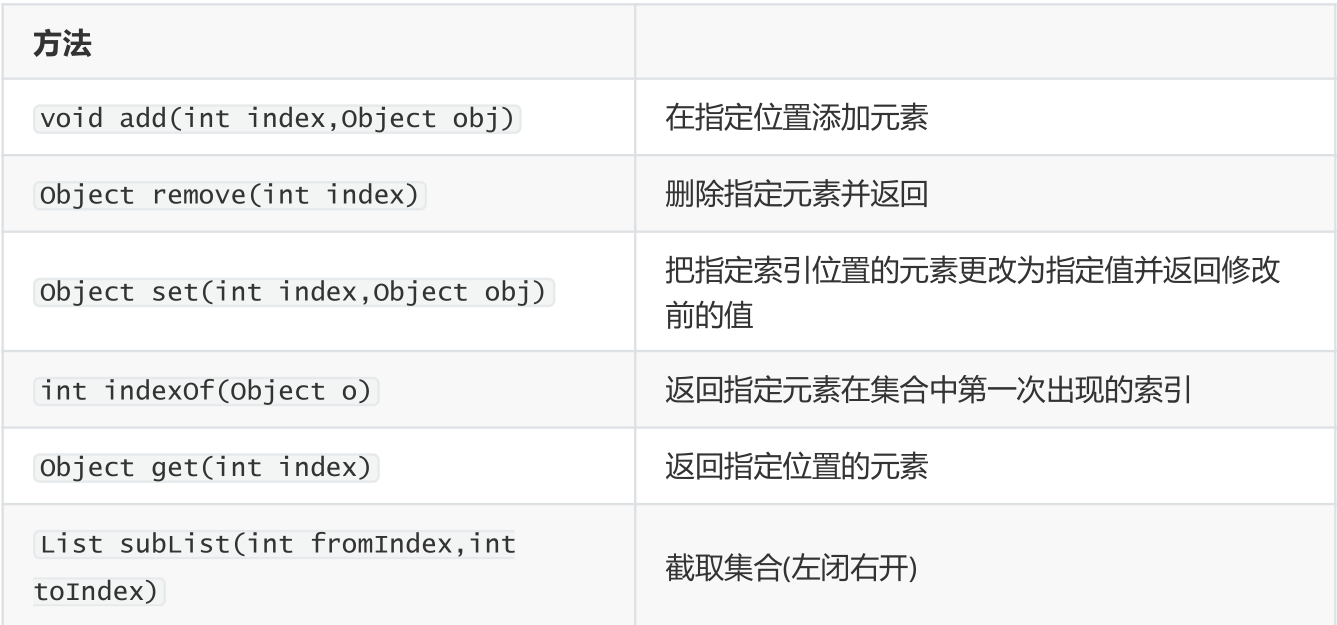 方法
void add(int index,Object obj)
在指定位置添加元素
Object remove(int index)
删除指定元素并返回
Object set(int index,Object obj)
把指定索引位置的元素更改为指定值并返回修改
前的值
int indexOf(Object o)
返回指定元素在集合中第一次出现的索引
Object get(int index)
返回指定位置的元素
List subList(int fromIndex,int
toIndex)
截取集合(左闭右开)